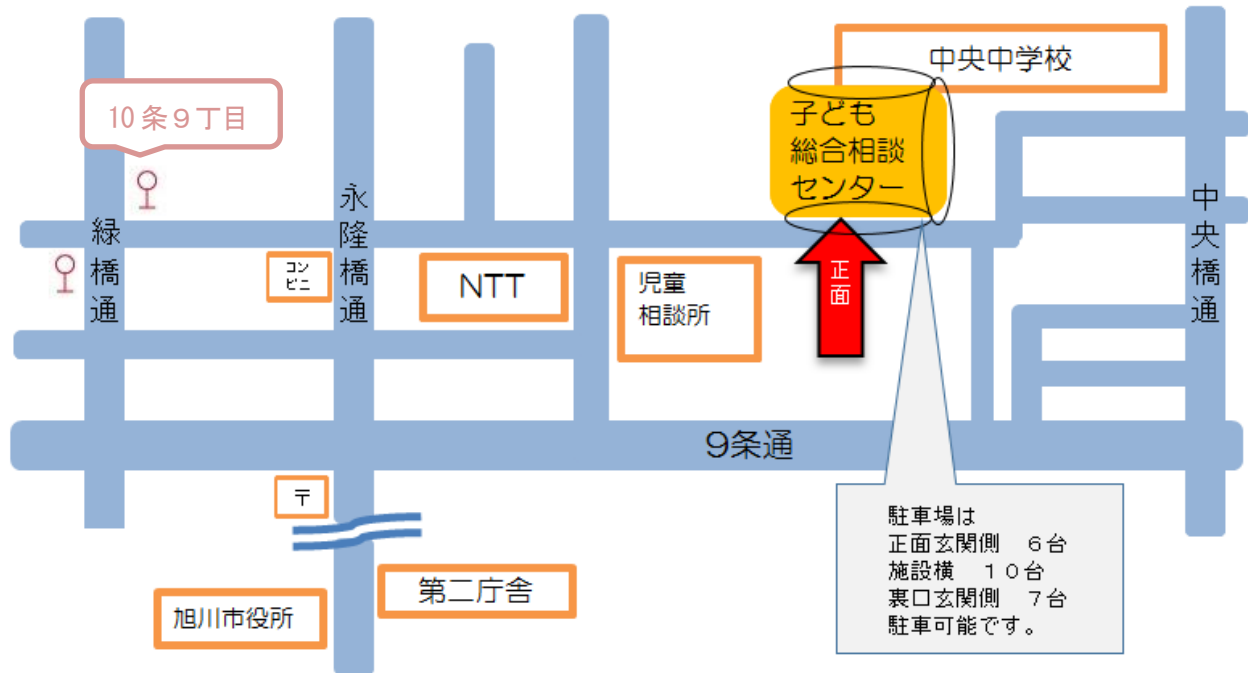 中央中学校
10条９丁目
子ども
総合相談
センター
緑橋通
永隆橋通
中央橋通
コン
ビニ
NTT
児童
相談所
正面
９条通
〒
駐車場は
正面玄関側　６台
施設横　１０台
裏口玄関側　７台
駐車可能です。
第二庁舎
旭川市役所